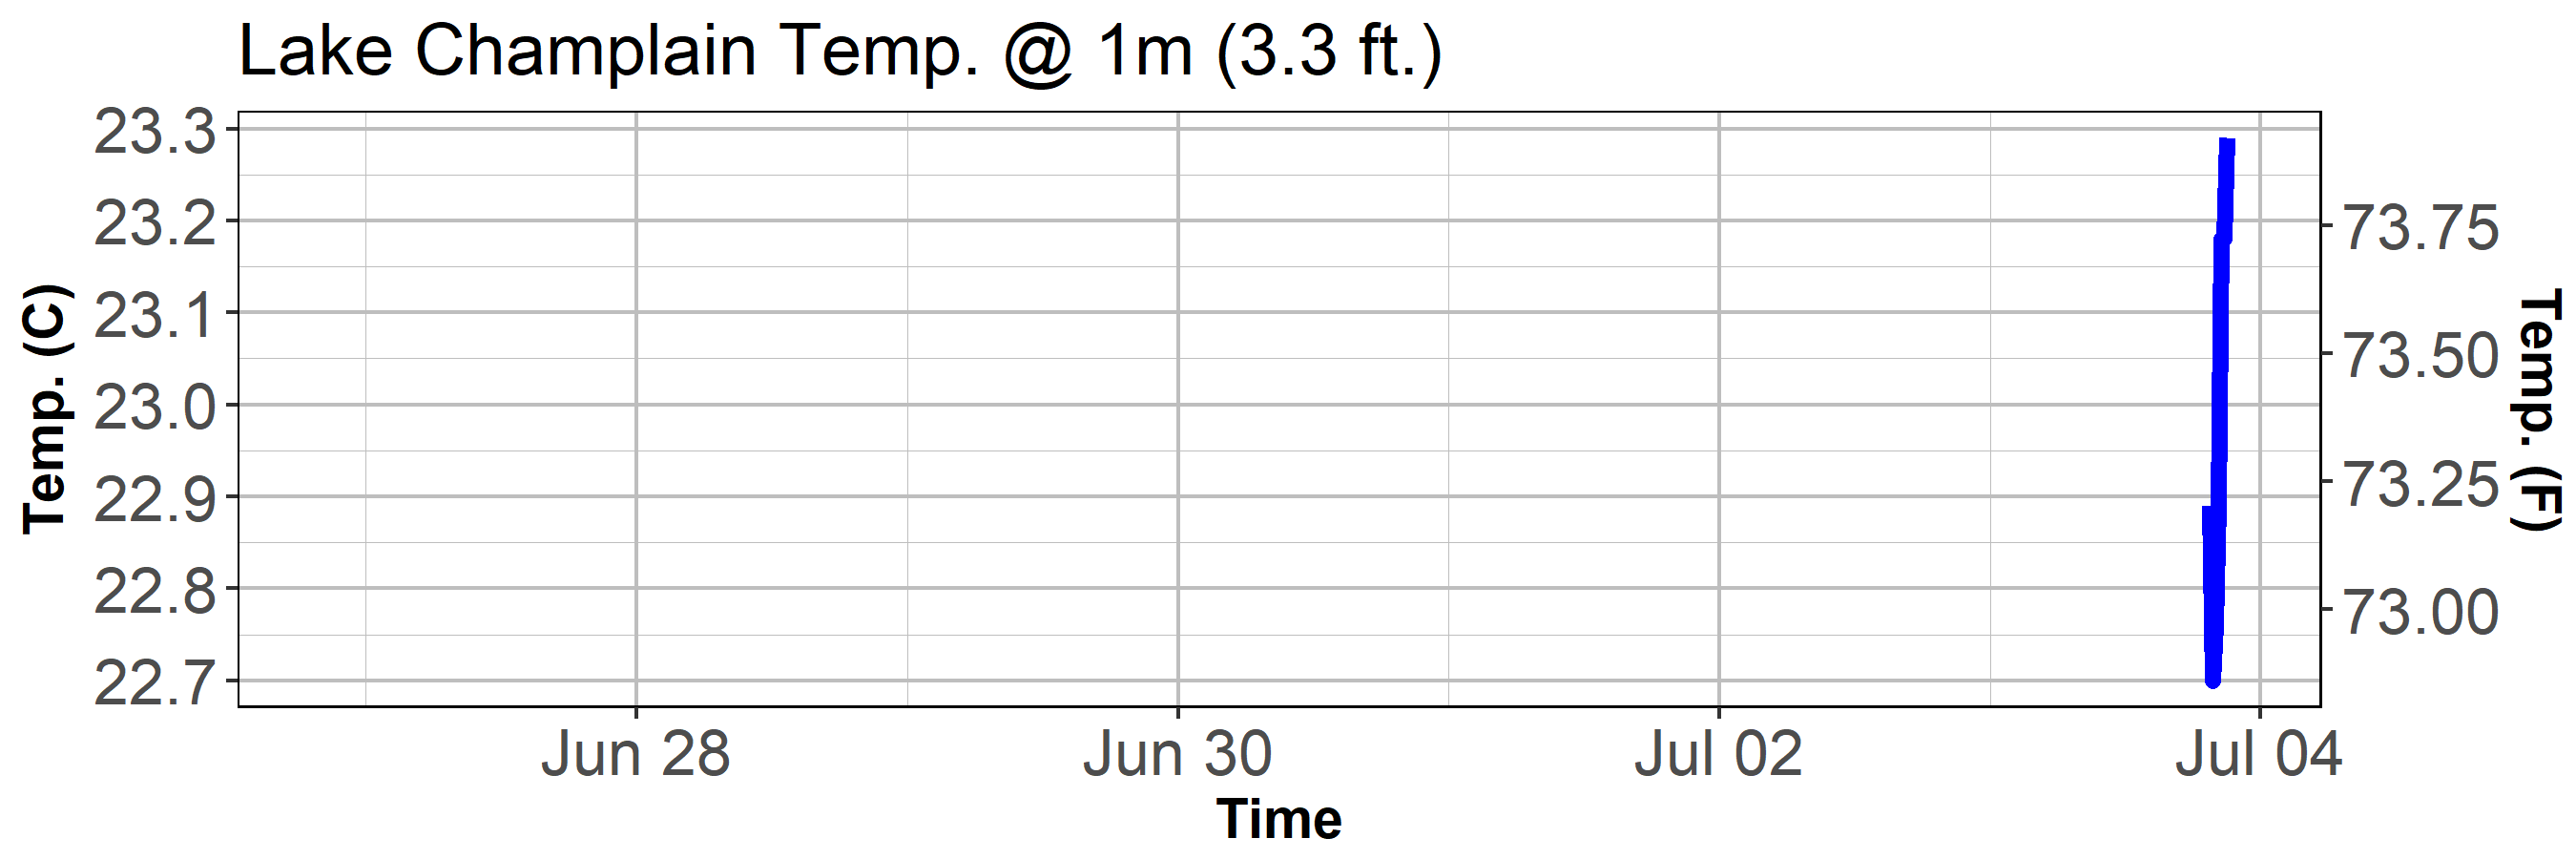 Lake Champlain Temp. @ 1m (3.3 ft.)
23.3
23.2
23.1
23.0
22.9
22.8
22.7
Temp. (C)
73.75
73.50
73.25
73.00
Temp. (F)
Jun 28 Jun 30 Jul 02 Jul 04
Time